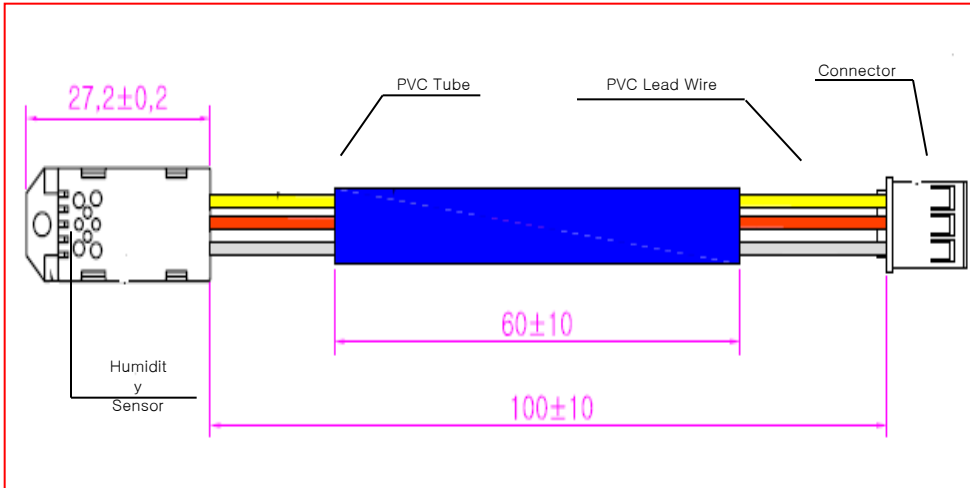 Connector
PVC Tube
PVC Lead Wire
27,2±0,2
60±10
Humidit
y
Sensor
100±10